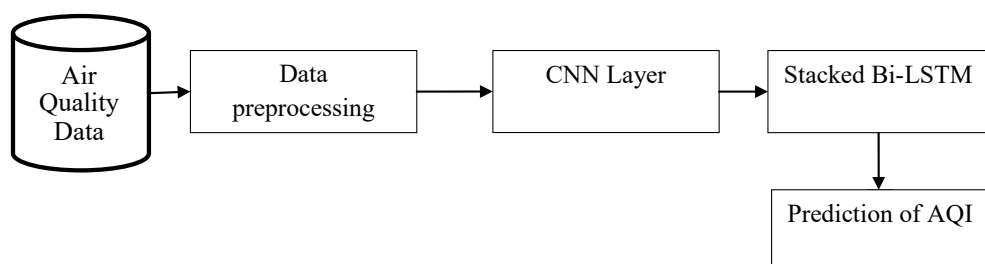 Air
Quality
Data
Data
preprocessing
CNN Layer
Stacked Bi-LSTM
Prediction of AQI